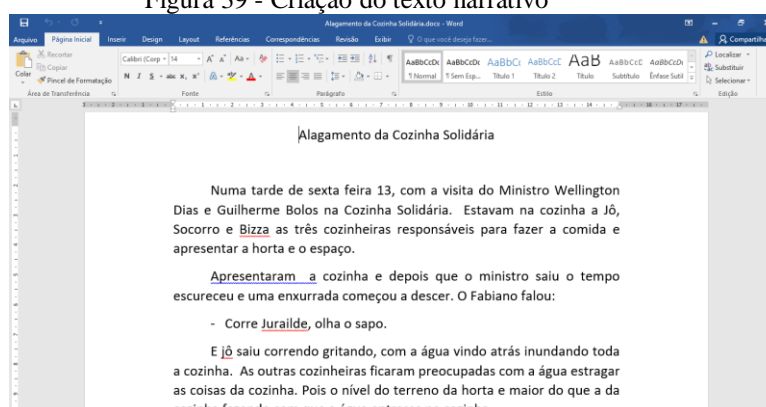 Figura 39 - Criação do texto narrativo
Alagamento da Cozinha Solidária.docx - Word
Arquivo Página Inicial Inserir Design Layout Referências Correspondências Revisão Exibir O que você deseja fazer... Compartilha
Recortar
Copiar
Pincel de Formatação
Colar
Calibri (Corp 14
N I S abc
AaBbCcDc AaBbCcDc AaBbCc AaBbCcC AaB AaBbCcC AaBbCcDi
Normal Sem Esp... Título 1 Título 2 Título Subtítulo Ênfase Sutil
Localizar
Substituir
Selecionar
Área de Transferência Fonte Parágrafo Estilo Edição
Alagamento da Cozinha Solidária
Numa tarde de sexta feira 13, com a visita do Ministro Wellington
Dias e Guilherme Bolos na Cozinha Solidária. Estavam na cozinha a Jô,
Socorro e Bizza as três cozinheiras responsáveis para fazer a comida e
apresentar a horta e o espaço.
Apresentaram a cozinha e depois que o ministro saiu o tempo
escureceu e uma enxurrada começou a descer. O Fabiano falou:
- Corre Jurailde, olha o sapo.
E jô saiu correndo gritando, com a água vindo atrás inundando toda
a cozinha. As outras cozinheiras ficaram preocupadas com a água estragar
as coisas da cozinha. Pois o nível do terreno da horta e maior do que a da